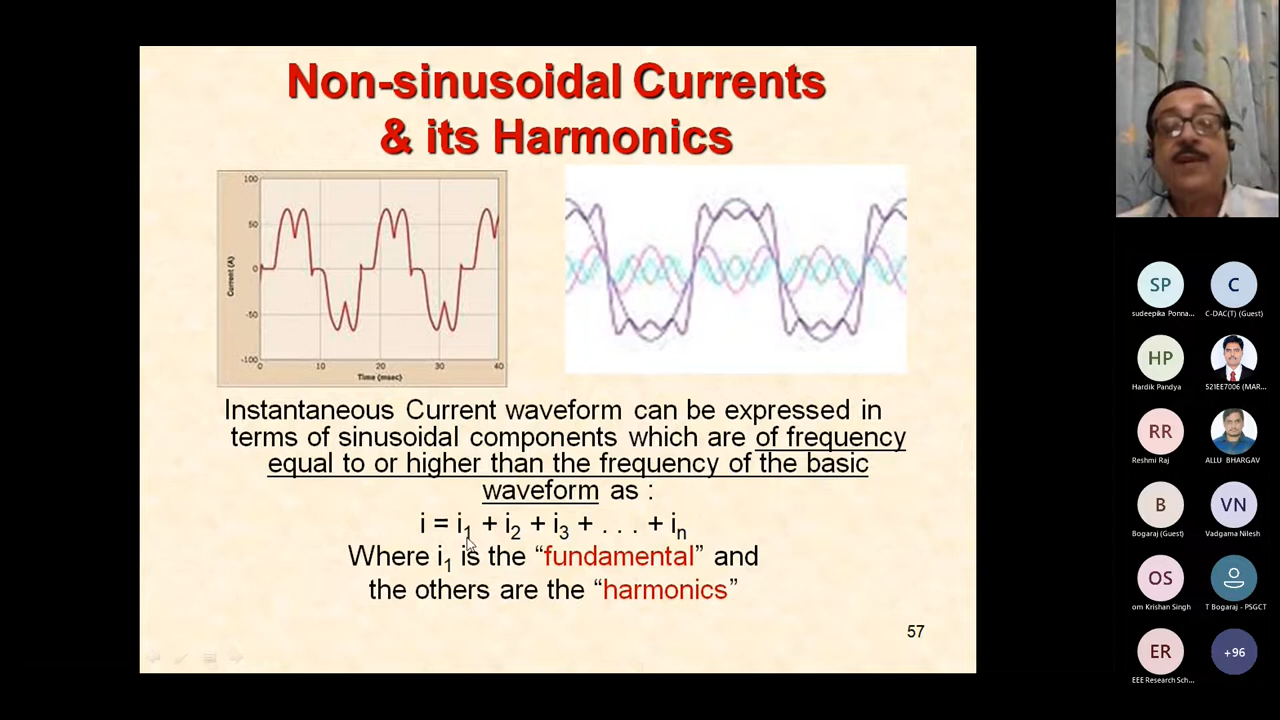 Non-sinusoidal Currents
& its Harmonics
100
50
0
-50
-100
Current (A)
0
10
20
30
40
Time (msec)
Instantaneous Current waveform can be expressed in
terms of sinusoidal components which are of frequency
equal to or higher than the frequency of the basic
waveform as :
i = i1 + i2 + i3 + . . . + in
Where i1 is the “fundamental” and
the others are the “harmonics”
57
SP
sudeepika Ponna...
C
C-DAC(T) (Guest)
HP
Hardik Pandya
521EE7006 (MAR...
RR
Reshmi Raj
ALLU BHARGAV
B
Bogaraj (Guest)
VN
Vadgama Nilesh
OS
om Krishan Singh
T Bogaraj - PSGCT
ER
EEE Research Sch...
+96